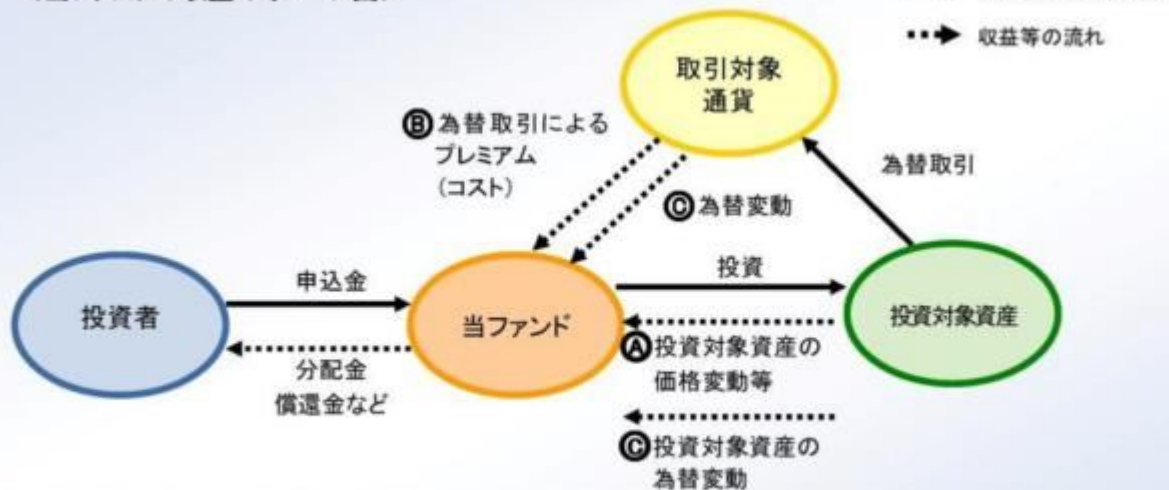 収益等の流れ
取引対象
通貨
Ⓑ為替取引による
プレミアム
(コスト)
為替取引
Ⓒ為替変動
申込金
投資
投資者
当ファンド
投資対象資産
分配金
償還金など
Ⓐ投資対象資産の
価格変動等
Ⓒ投資対象資産の
為替変動